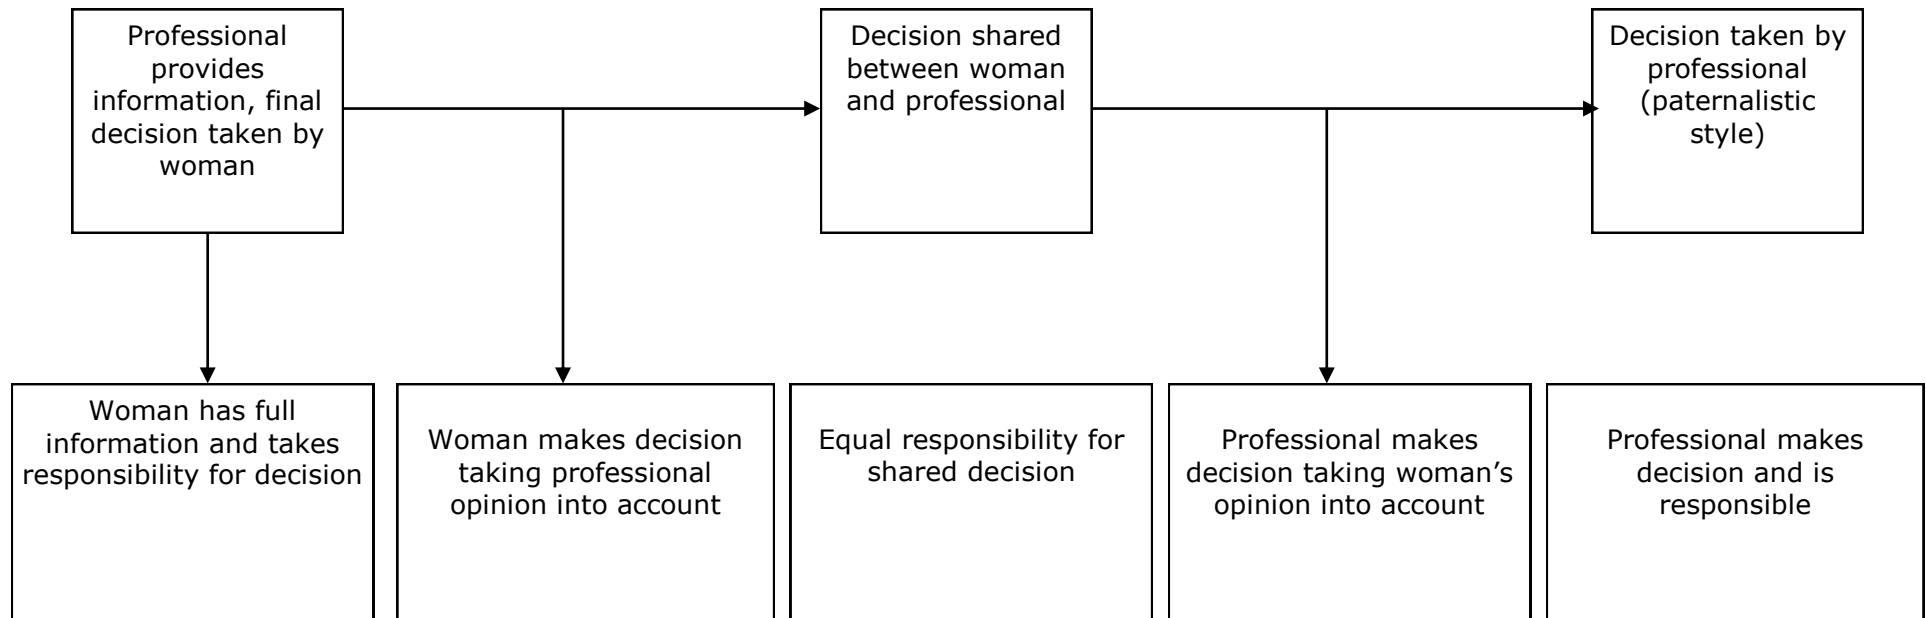 Professional
provides
information, final
decision taken by
woman
Decision shared
between woman
and professional
Decision taken by
professional
(paternalistic
style)
Woman has full
information and takes
responsibility for decision
Woman makes decision
taking professional
opinion into account
Equal responsibility for
shared decision
Professional makes
decision taking woman’s
opinion into account
Professional makes
decision and is
responsible